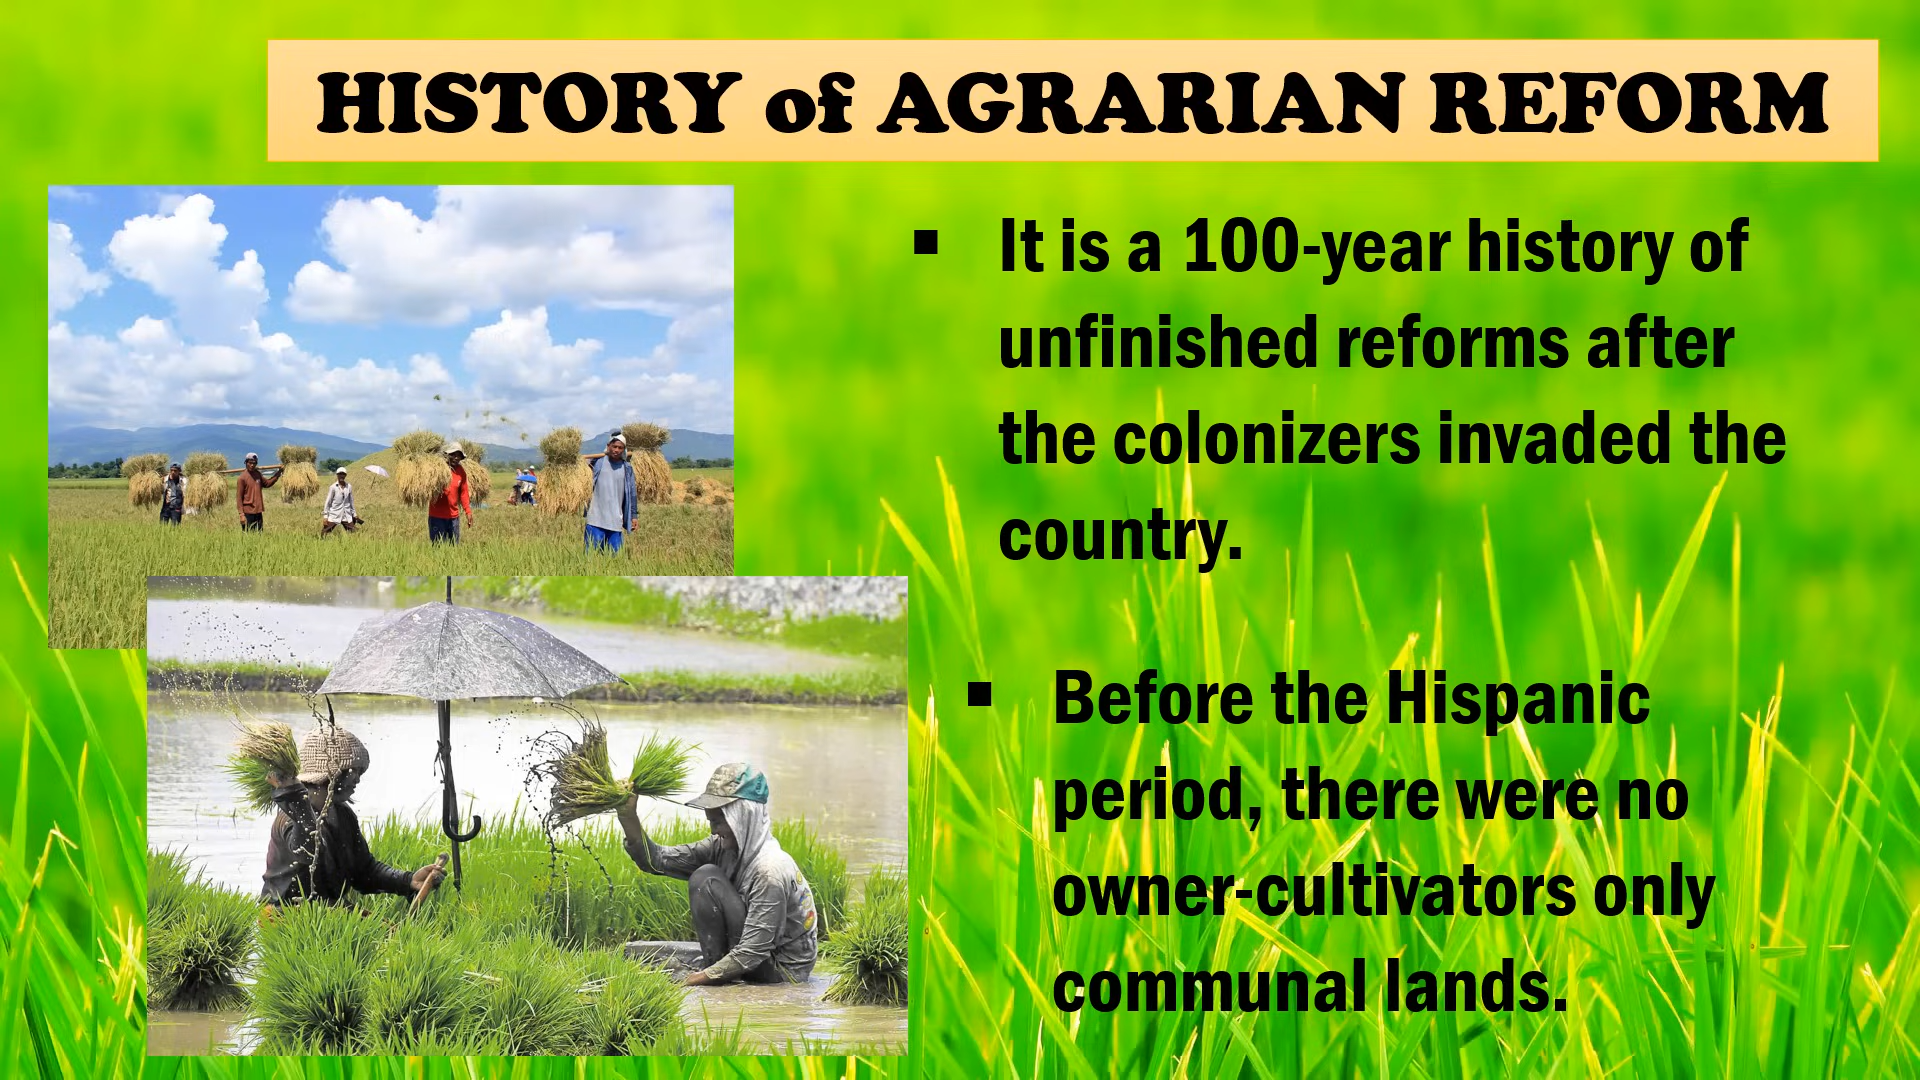 HISTORY of AGRARIAN REFORM
▪ It is a 100-year history of
unfinished reforms after
the colonizers invaded the
country.
▪ Before the Hispanic
period, there were no
owner-cultivators only
communal lands.